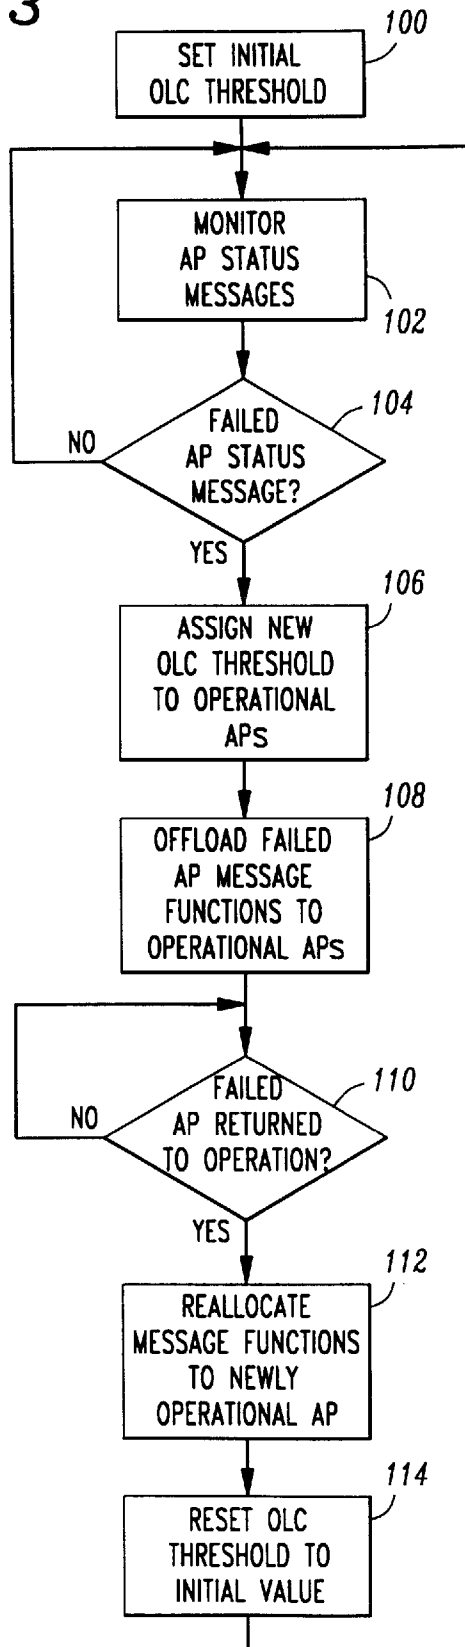 3
100
SET INITIAL
OLC THRESHOLD
MONITOR
AP STATUS
MESSAGES
102
104
FAILED
AP STATUS
MESSAGE?
NO
YES
106
ASSIGN NEW
OLC THRESHOLD
TO OPERATIONAL
APs
108
OFFLOAD FAILED
AP MESSAGE
FUNCTIONS TO
OPERATIONAL APs
110
FAILED
AP RETURNED
TO OPERATION?
NO
YES
112
REALLOCATE
MESSAGE FUNCTIONS
TO NEWLY
OPERATIONAL AP
114
RESET OLC
THRESHOLD TO
INITIAL VALUE